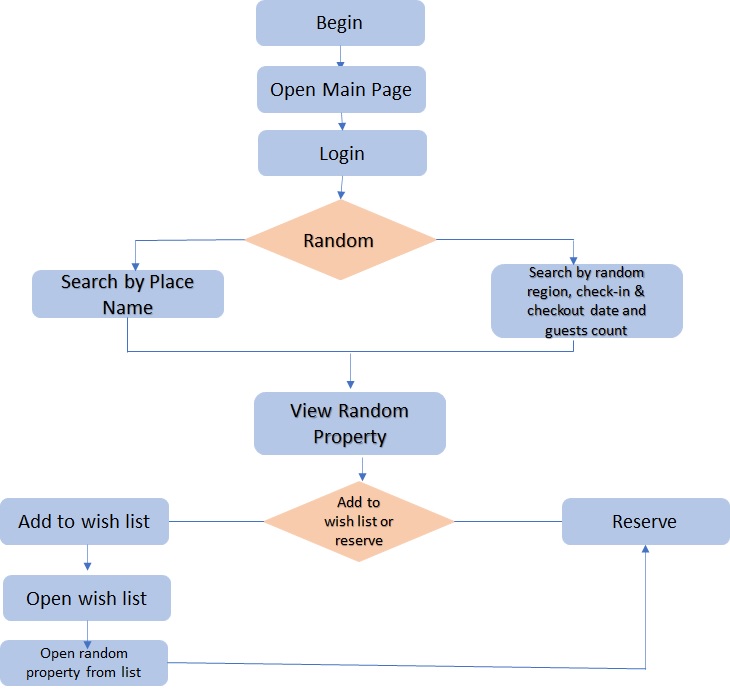 Begin
Open Main Page
Login
Random
Search by Place
Name
Search by random
region, check-in &
checkout date and
guests count
View Random
Property
Add to wish list
Add to
wish list or
reserve
Reserve
Open wish list
Open random
property from list